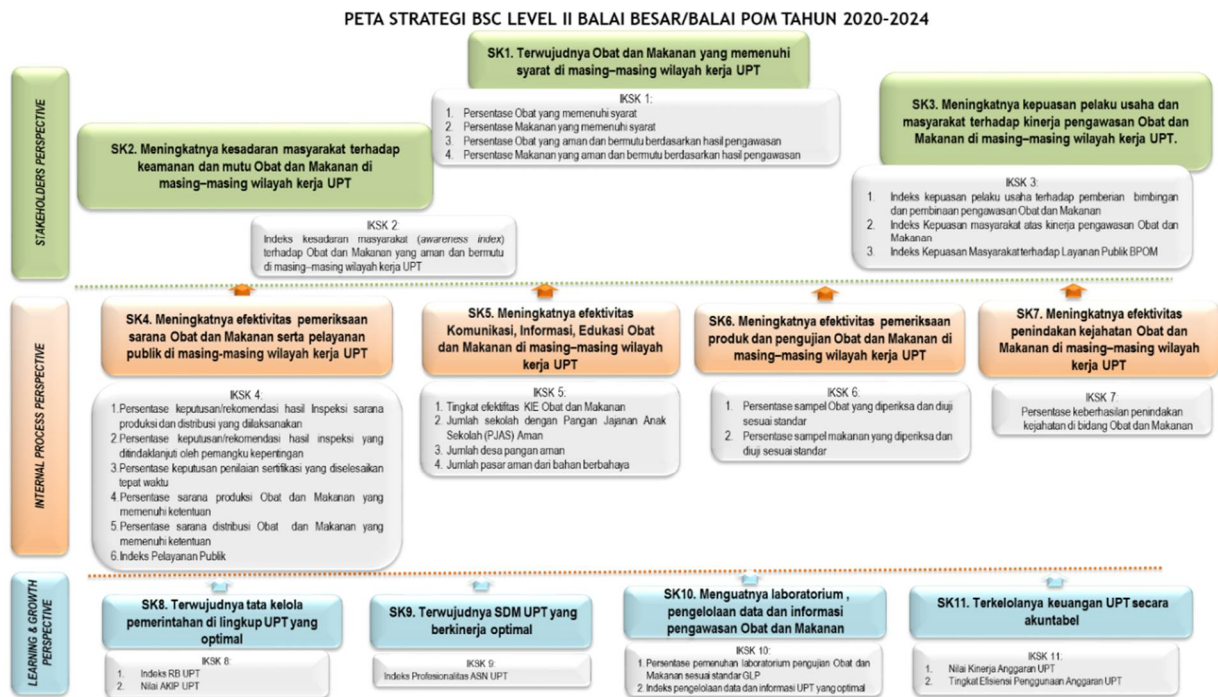 PETA STRATEGI BSC LEVEL II BALAI BESAR/BALAI POM TAHUN 2020-2024
STAKEHOLDERS PERSPECTIVE
SK1. Terwujudnya Obat dan Makanan yang memenuhi
syarat di masing–masing wilayah kerja UPT
IKSK 1:
1. Persentase Obat yang memenuhi syarat
2. Persentase Makanan yang memenuhi syarat
3. Persentase Obat yang aman dan bermutu berdasarkan hasil pengawasan
4. Persentase Makanan yang aman dan bermutu berdasarkan hasil pengawasan
SK2. Meningkatnya kesadaran masyarakat terhadap
keamanan dan mutu Obat dan Makanan di
masing–masing wilayah kerja UPT
IKSK 2:
Indeks kesadaran masyarakat (awareness index)
terhadap Obat dan Makanan yang aman dan bermutu
di masing–masing wilayah kerja UPT
SK3. Meningkatnya kepuasan pelaku usaha dan
masyarakat terhadap kinerja pengawasan Obat dan
Makanan di masing–masing wilayah kerja UPT.
IKSK 3:
1. Indeks kepuasan pelaku usaha terhadap pemberian bimbingan
dan pembinaan pengawasan Obat dan Makanan
2. Indeks Kepuasan masyarakat atas kinerja pengawasan Obat dan
Makanan
3. Indeks Kepuasan Masyarakat terhadap Layanan Publik BPOM
INTERNAL PROCESS PERSPECTIVE
SK4. Meningkatnya efektivitas pemeriksaan
sarana Obat dan Makanan serta pelayanan
publik di masing-masing wilayah kerja UPT
IKSK 4:
1.Persentase keputusan/rekomendasi hasil Inspeksi sarana
produksi dan distribusi yang dilaksanakan
2.Persentase keputusan/rekomendasi hasil inspeksi yang
ditindaklanjuti oleh pemangku kepentingan
3.Persentase keputusan penilaian sertifikasi yang diselesaikan
tepat waktu
4.Persentase sarana produksi Obat dan Makanan yang
memenuhi ketentuan
5.Persentase sarana distribusi Obat dan Makanan yang
memenuhi ketentuan
6.Indeks Pelayanan Publik
SK5. Meningkatnya efektivitas
Komunikasi, Informasi, Edukasi Obat
dan Makanan di masing–masing wilayah
kerja UPT
IKSK 5:
1. Tingkat efektifitas KIE Obat dan Makanan
2. Jumlah sekolah dengan Pangan Jajanan Anak
Sekolah (PJAS) Aman
3. Jumlah desa pangan aman
4. Jumlah pasar aman dari bahan berbahaya
SK6. Meningkatnya efektivitas pemeriksaan
produk dan pengujian Obat dan Makanan di
masing–masing wilayah kerja UPT
IKSK 6:
1. Persentase sampel Obat yang diperiksa dan diuji
sesuai standar
2. Persentase sampel makanan yang diperiksa dan
diuji sesuai standar
SK7. Meningkatnya efektivitas
penindakan kejahatan Obat dan
Makanan di masing–masing wilayah
kerja UPT
IKSK 7:
Persentase keberhasilan penindakan
kejahatan di bidang Obat dan Makanan
LEARNING & GROWTH
PERSPECTIVE
SK8. Terwujudnya tata kelola
pemerintahan di lingkup UPT yang
optimal
IKSK 8:
1. Indeks RB UPT
2. Nilai AKIP UPT
SK9. Terwujudnya SDM UPT yang
berkinerja optimal
IKSK 9:
Indeks Profesionalitas ASN UPT
SK10. Menguatnya laboratorium ,
pengelolaan data dan informasi
pengawasan Obat dan Makanan
IKSK 10:
1. Persentase pemenuhan laboratorium pengujian Obat dan
Makanan sesuai standar GLP
2. Indeks pengelolaan data dan informasi UPT yang optimal
SK11. Terkelolanya keuangan UPT secara
akuntabel
IKSK 11:
1. Nilai Kinerja Anggaran UPT
2. Tingkat Efisiensi Penggunaan Anggaran UPT